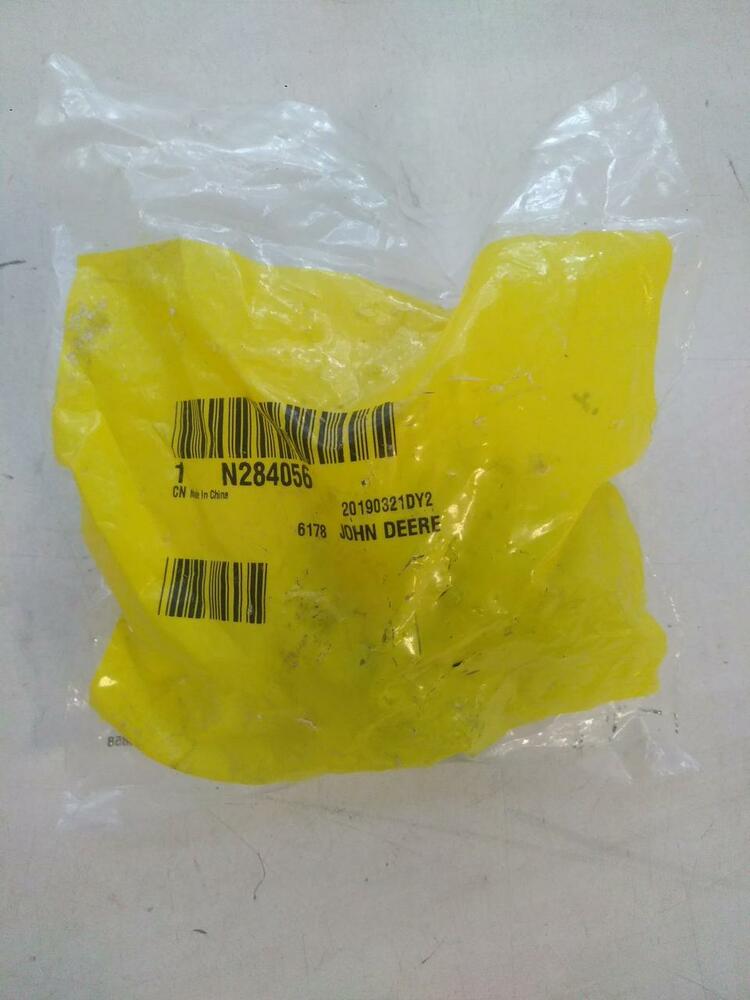 1 N284056
CN Made In China
20190321DY2
6178 JOHN DEERE